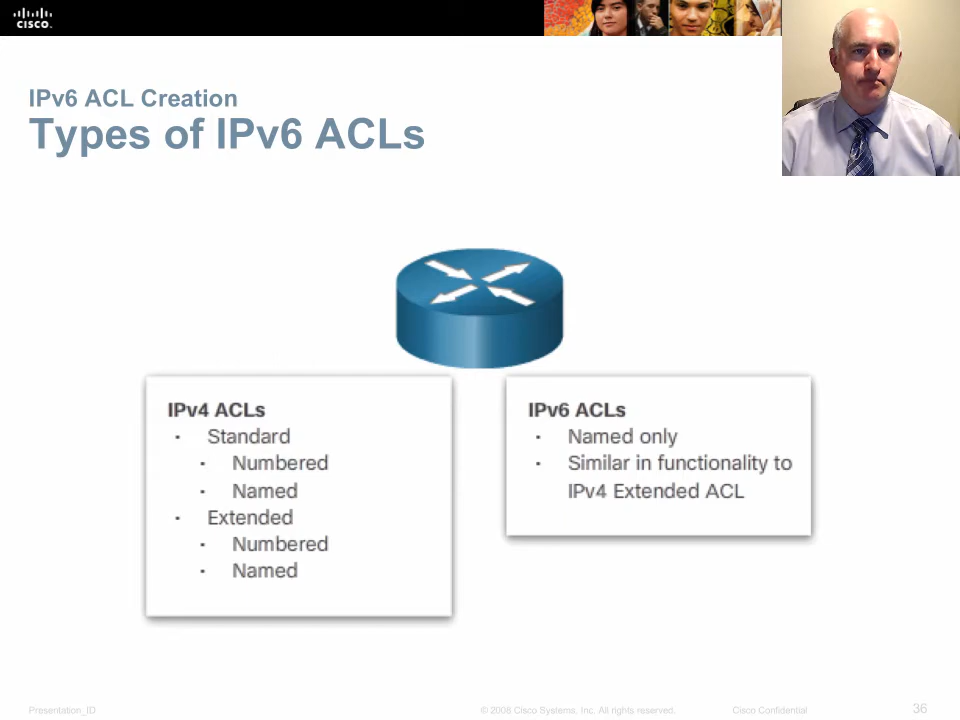 cisco.
IPv6 ACL Creation
Types of IPv6 ACLs
IPv4 ACLs
· Standard
· Numbered
· Named
· Extended
· Numbered
· Named
IPv6 ACLs
· Named only
· Similar in functionality to
IPv4 Extended ACL
Presentation_ID
© 2008 Cisco Systems, Inc. All rights reserved.
Cisco Confidential
36